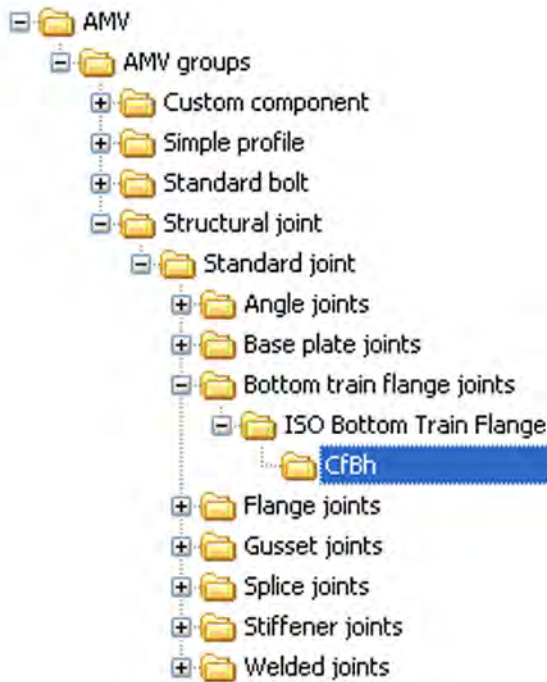 AMV
AMV groups
Custom component
Simple profile
Standard bolt
Structural joint
Standard joint
Angle joints
Base plate joints
Bottom train flange joints
ISO Bottom Train Flange
CfBh
Flange joints
Gusset joints
Splice joints
Stiffener joints
Welded joints